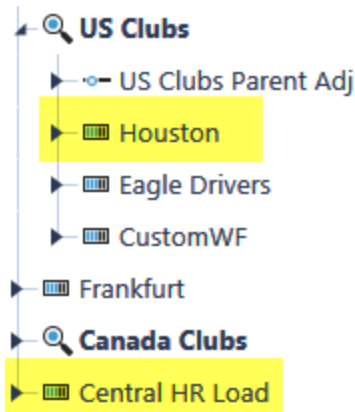 US Clubs
US Clubs Parent Adj
Houston
Eagle Drivers
CustomWF
Frankfurt
Canada Clubs
Central HR Load